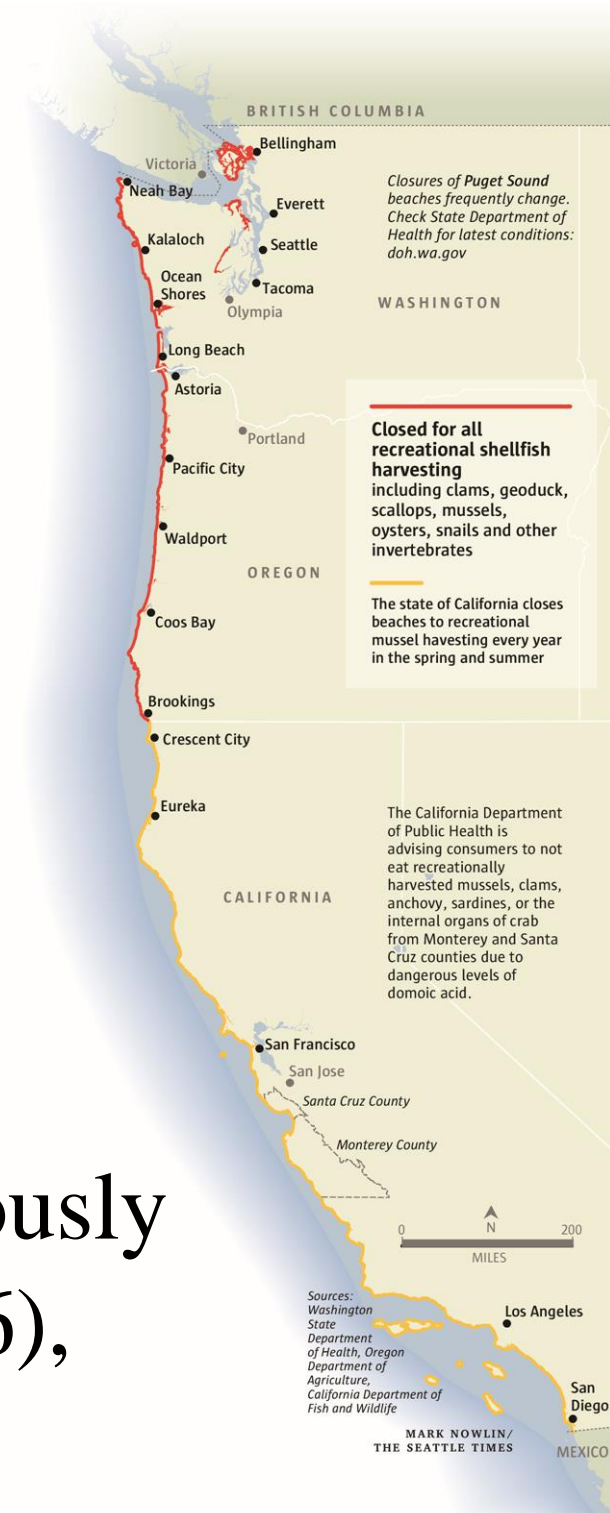 BRITISH COLUMBIA
Bellingham
Victoria
Neah Bay
Closures of Puget Sound
beaches frequently change.
Check State Department of
Health for latest conditions:
doh.wa.gov
Everett
Kalaloch
Seattle
Ocean
Shores
Tacoma
Olympia
WASHINGTON
Long Beach
Astoria
Portland
Pacific City
Closed for all
recreational shellfish
harvesting
including clams, geoduck,
scallops, mussels,
oysters, snails and other
invertebrates
Waldport
OREGON
The state of California closes
beaches to recreational
mussel havesting every year
in the spring and summer
Coos Bay
Brookings
Crescent City
Eureka
The California Department
of Public Health is
advising consumers to not
eat recreationally
harvested mussels, clams,
anchovy, sardines, or the
internal organs of crab
from Monterey and Santa
Cruz counties due to
dangerous levels of
domoic acid.
CALIFORNIA
San Francisco
San Jose
Santa Cruz County
Monterey County
ously
6),
0 N 200
MILES
Sources:
Washington
State
Department
of Health, Oregon
Department of
Agriculture,
California Department of
Fish and Wildlife
Los Angeles
San
Diego
MARK NOWLIN/
THE SEATTLE TIMES
MEXICO